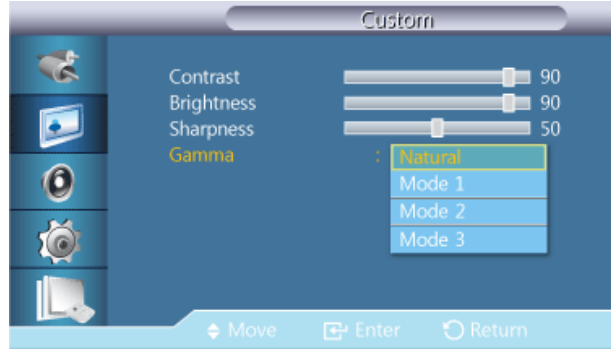 Custom
Contrast 90
Brightness 90
Sharpness 50
Gamma : Natural
Mode 1
Mode 2
Mode 3
Move Enter Return